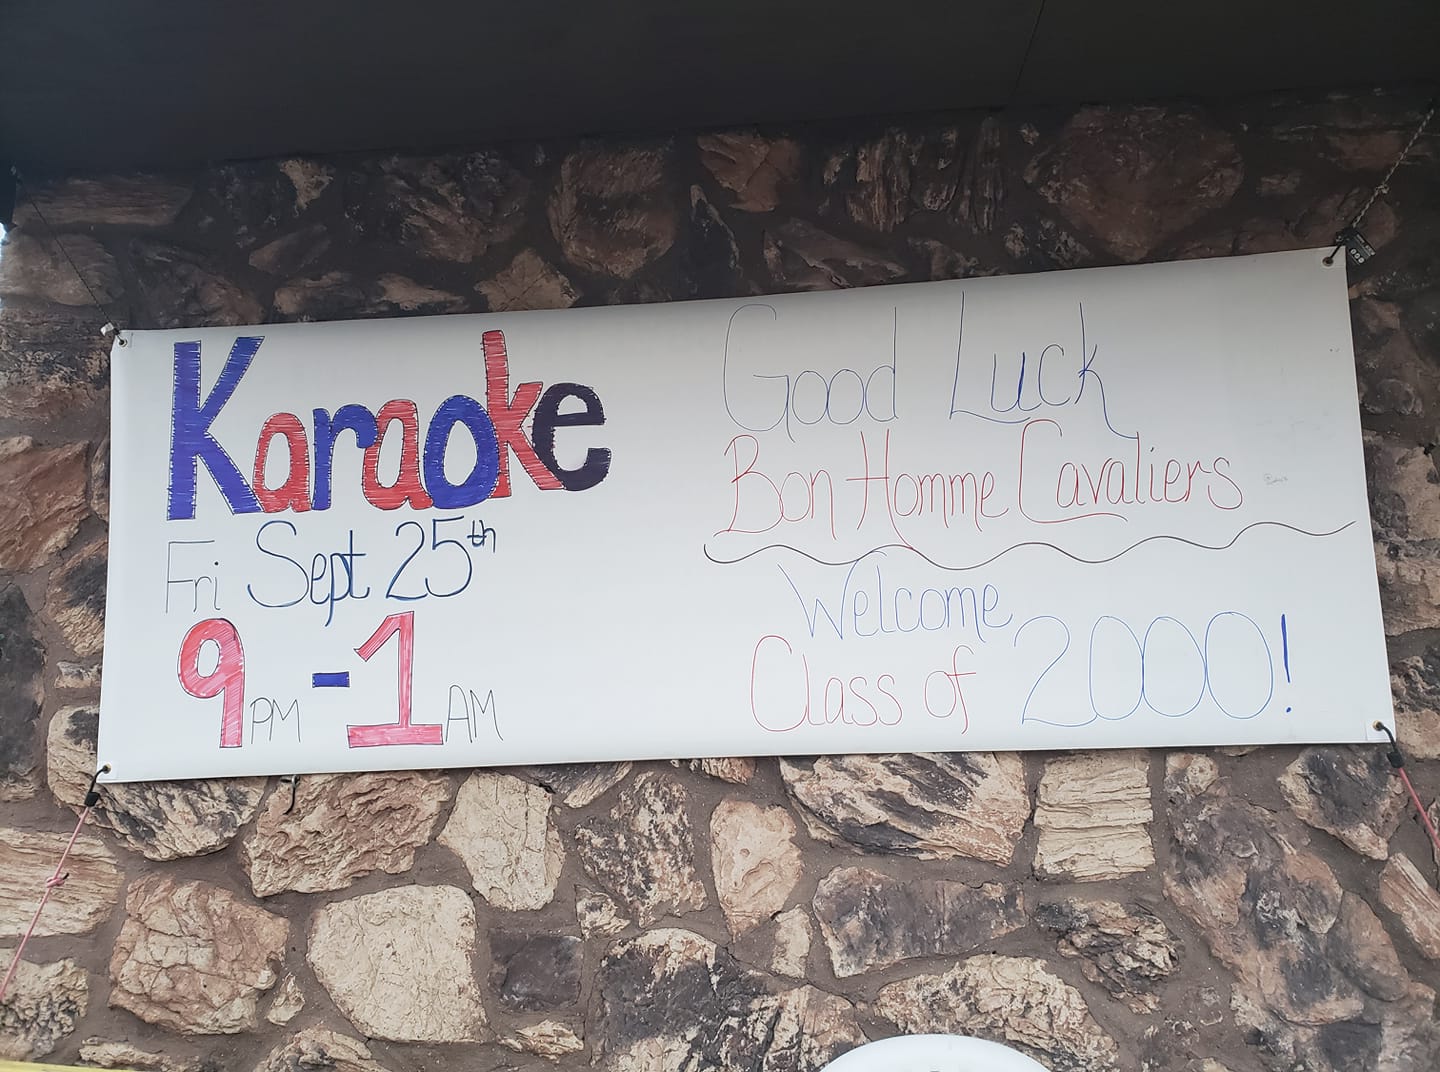 Karaoke
Fri Sept 25th
9PM-1AM
Good Luck
Bon Homme Cavaliers
Welcome
Class of 2000!